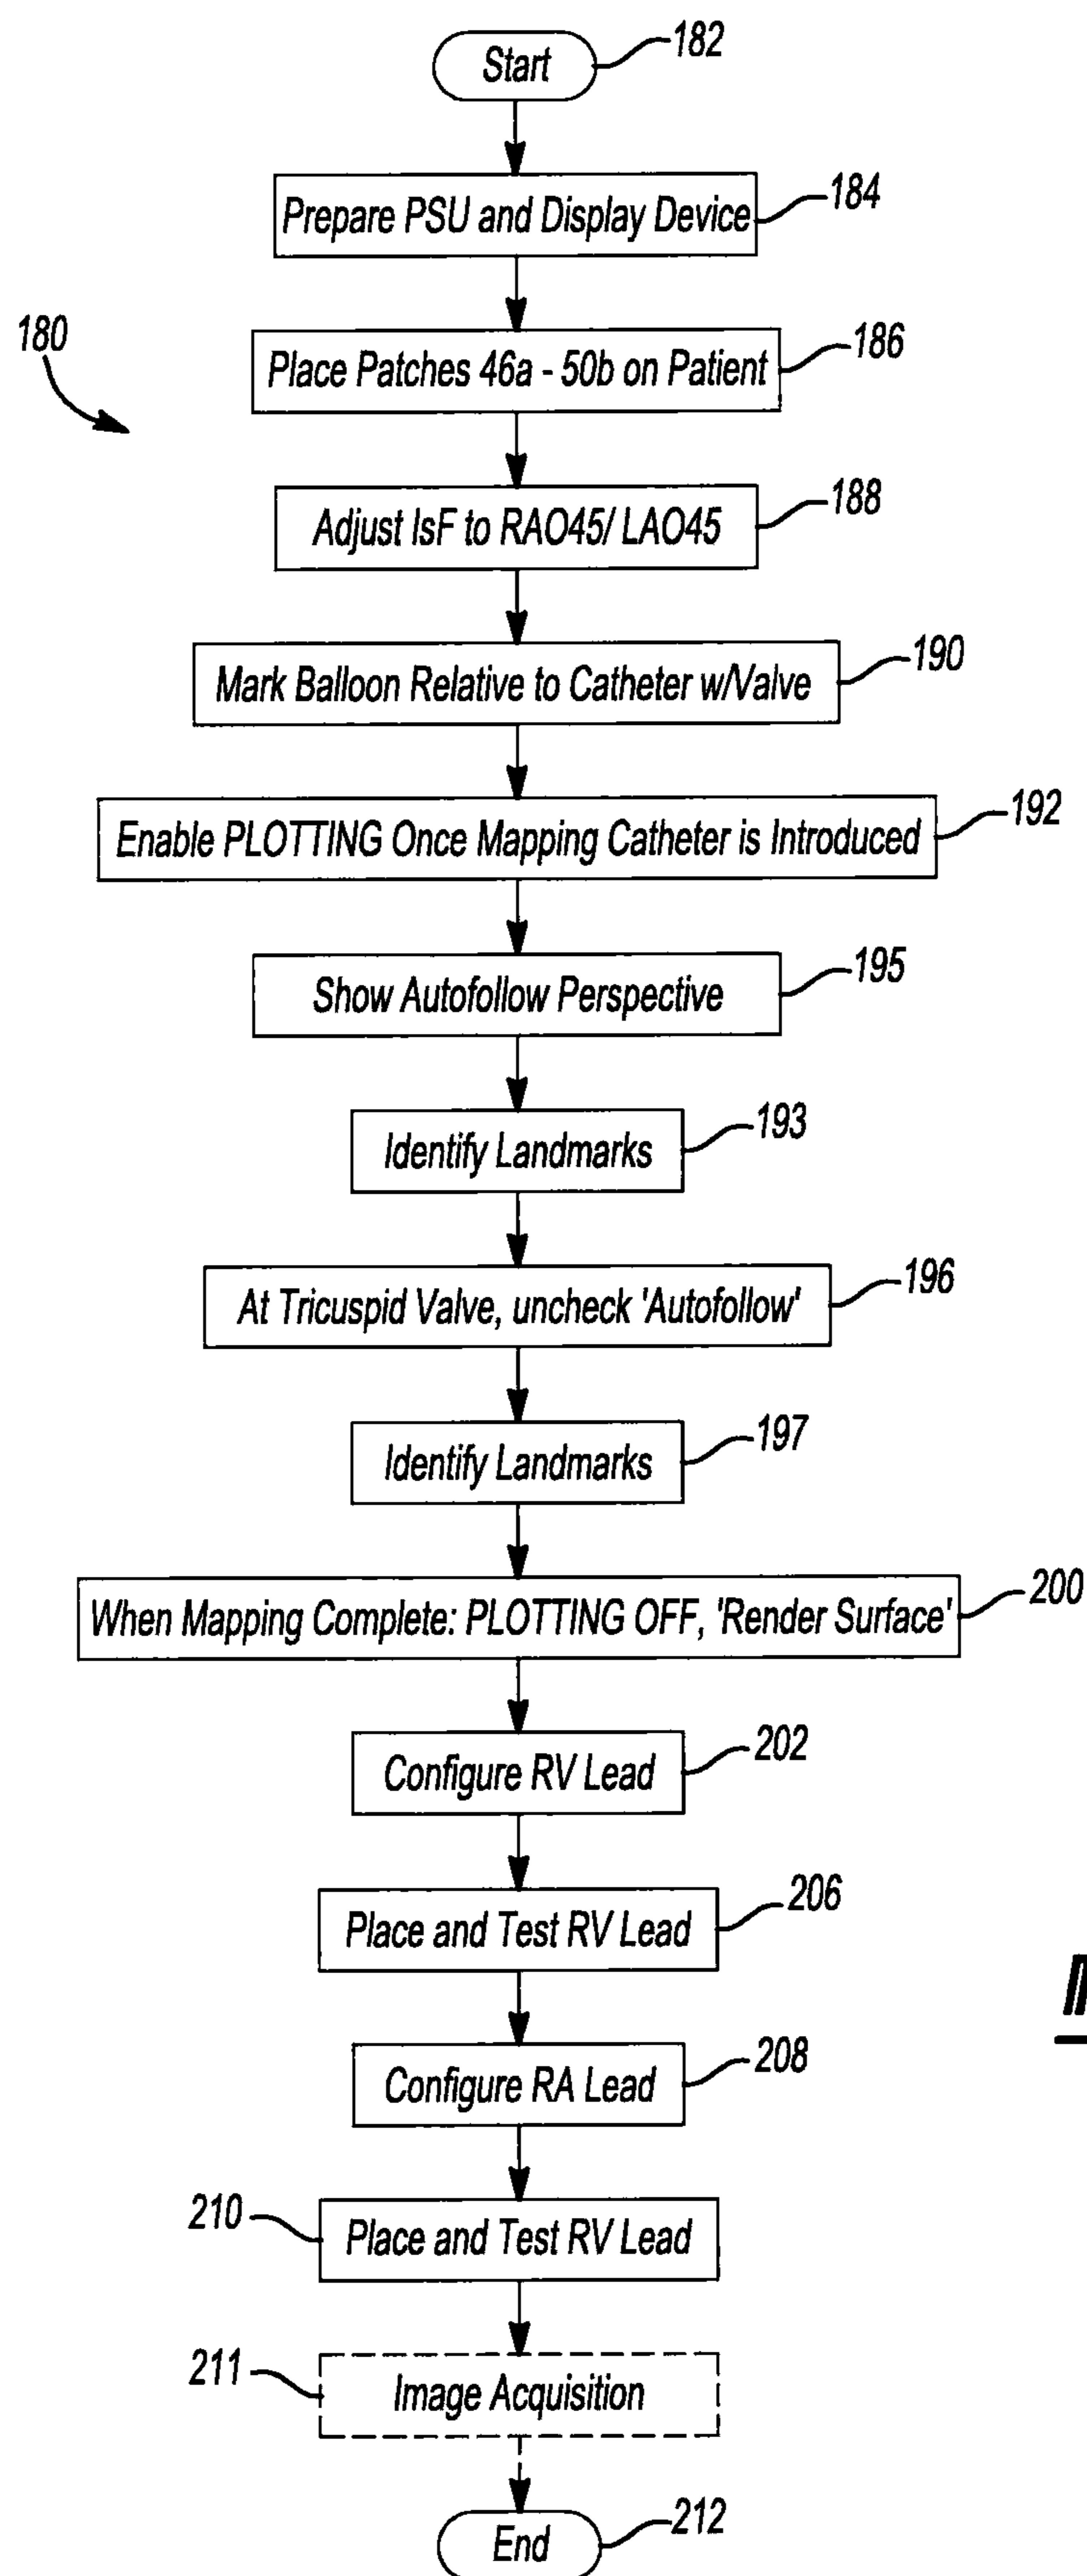 Start
182
Prepare PSU and Display Device
184
180
Place Patches 46a - 50b on Patient
186
Adjust IsF to RAO45/ LAO45
188
Mark Balloon Relative to Catheter w/Valve
190
Enable PLOTTING Once Mapping Catheter is Introduced
192
Show Autofollow Perspective
195
Identify Landmarks
193
At Tricuspid Valve, uncheck 'Autofollow'
196
Identify Landmarks
197
When Mapping Complete: PLOTTING OFF, 'Render Surface'
200
Configure RV Lead
202
Place and Test RV Lead
206
Configure RA Lead
208
210
Place and Test RV Lead
211
Image Acquisition
End
212